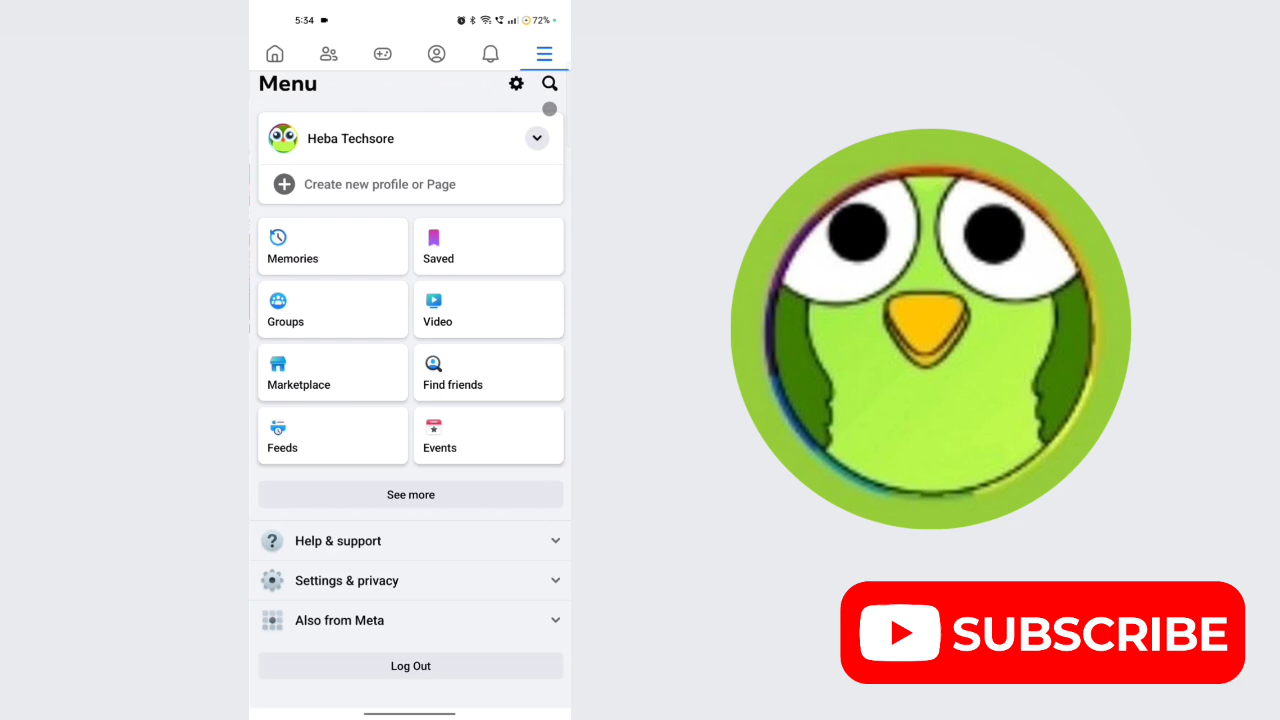 5:34
72%
Menu
Heba Techsore
Create new profile or Page
Memories
Saved
Groups
Video
Marketplace
Find friends
Feeds
Events
See more
Help & support
Settings & privacy
Also from Meta
Log Out
SUBSCRIBE